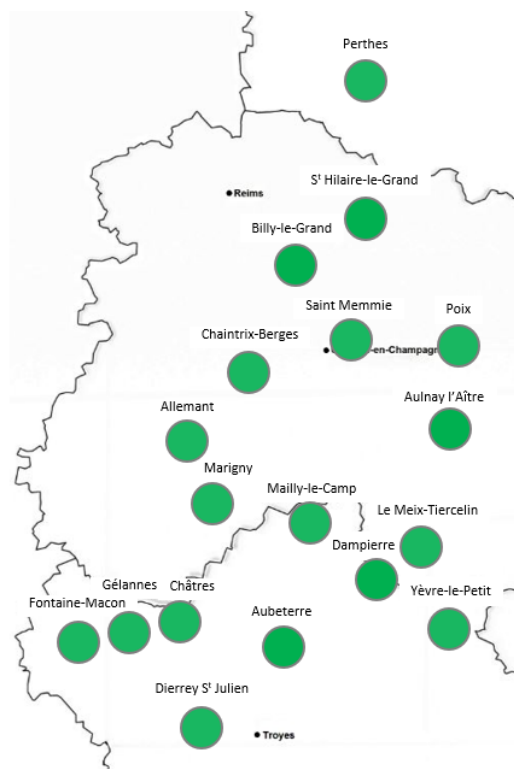 Perthes
Sᵗ Hilaire-le-Grand
Reims
Billy-le-Grand
Saint Memmie
Poix
Chaintrix-Berges
-en-Champagn
Aulnay l'Aître
Allemant
Marigny
Mailly-le-Camp
Le Meix-Tiercelin
Dampierre
Gélannes
Châtres
Yèvre-le-Petit
Fontaine-Macon
Aubeterre
Dierrey Sᵗ Julien
Troyes